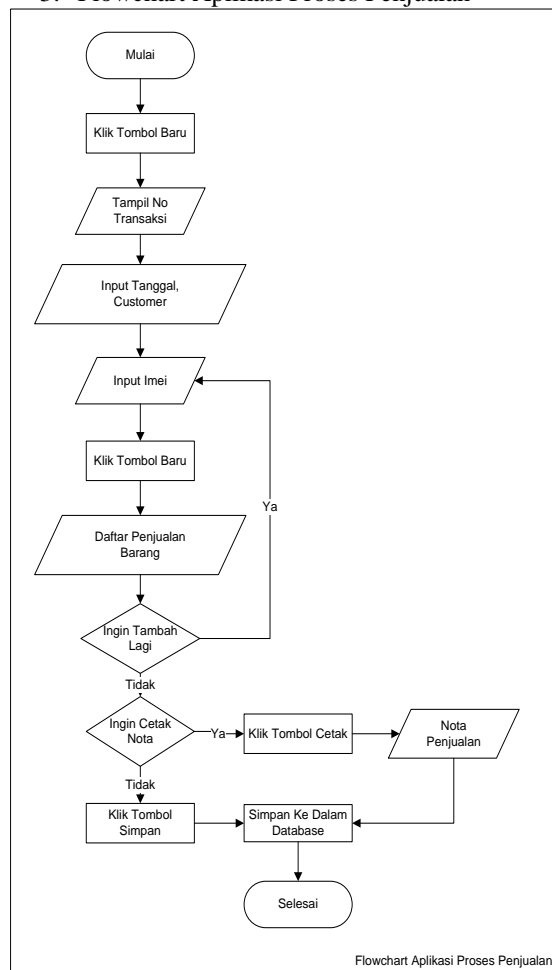 Mulai
Klik Tombol Baru
Tampil No
Transaksi
Input Tanggal,
Customer
Input Imei
Klik Tombol Baru
Ya
Daftar Penjualan
Barang
Ingin Tambah
Lagi
Tidak
Ingin Cetak
Nota
Ya
Klik Tombol Cetak
Nota
Penjualan
Tidak
Klik Tombol
Simpan
Simpan Ke Dalam
Database
Selesai
Flowchart Aplikasi Proses Penjualan